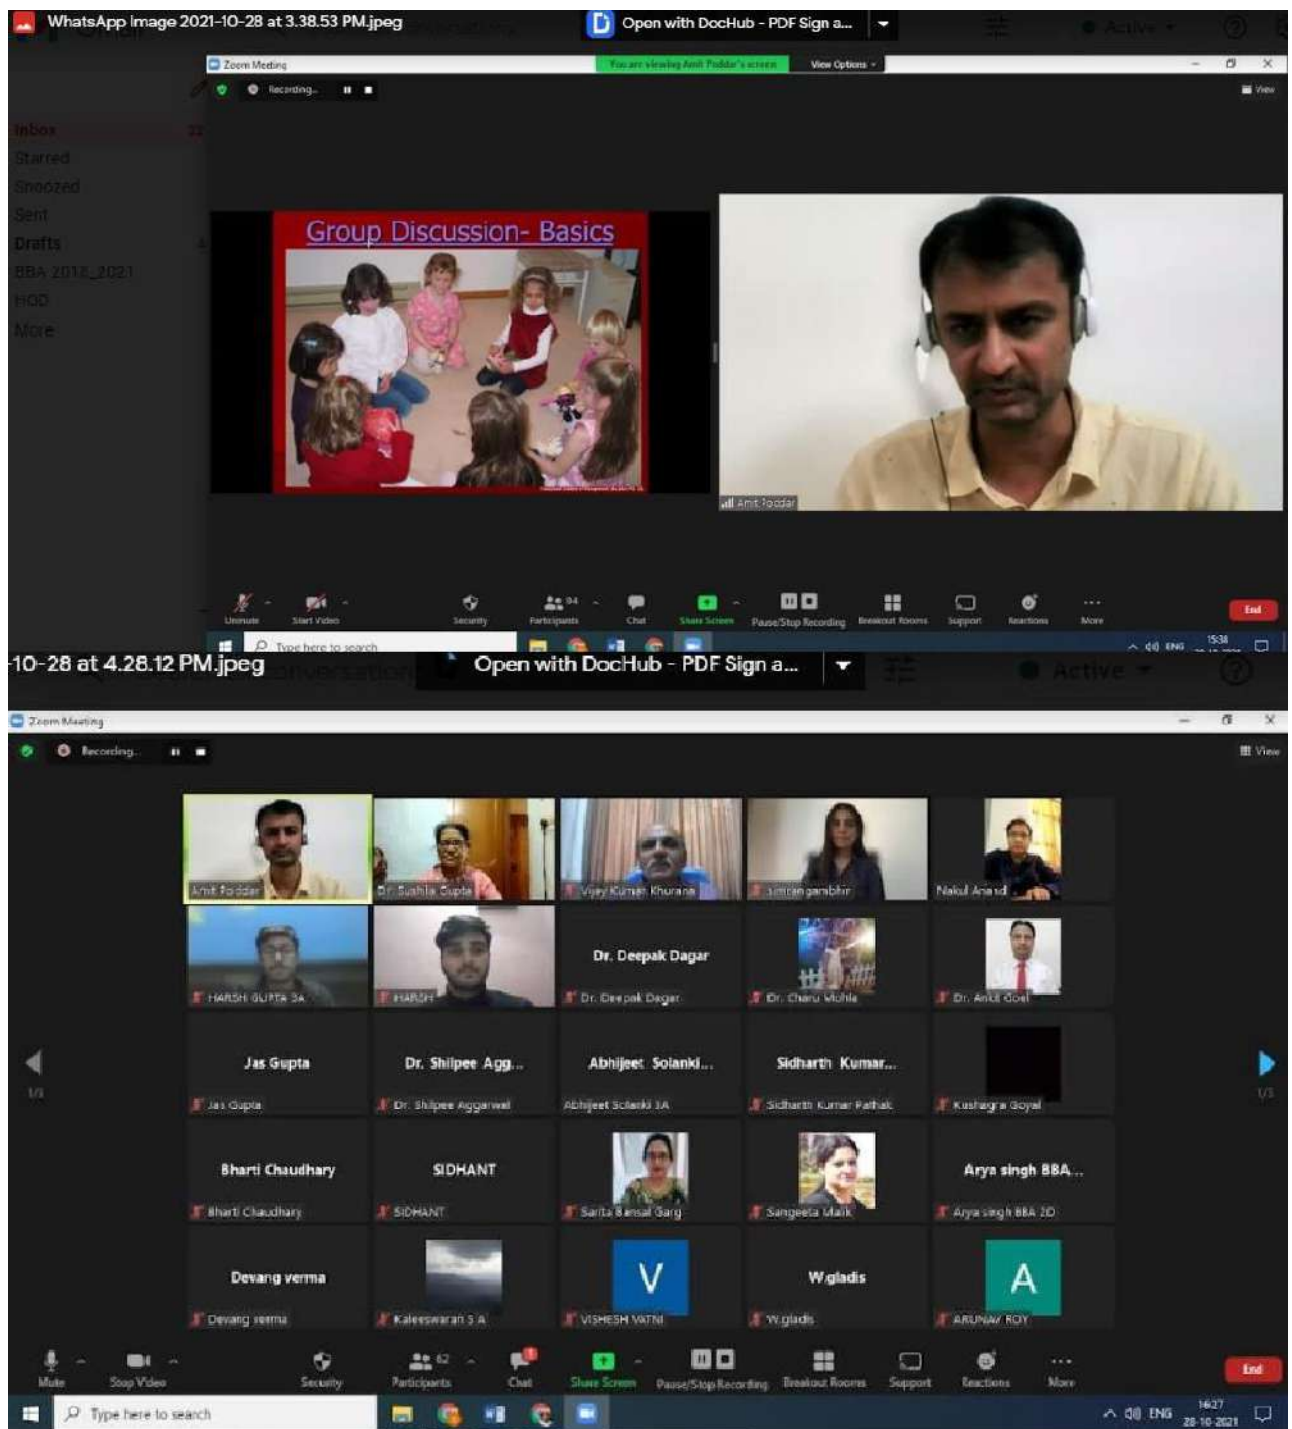 WhatsApp Image 2021-10-28 at 3.38.53 PM.jpeg
Open with DocHub - PDF Sign a...
Active
Zoom Meeting
You are viewing Amit Poddar's screen
View Options
Recording...
View
Inbox
Starred
Snoozed
Sent
Drafts
BBA 2018_2021
HOD
More
Group Discussion- Basics
Amit Poddar
Unmute
Start Video
Security
Participants
94
Chat
Share Screen
Pause/Stop Recording
Breakout Rooms
Support
Reactions
More
End
Type here to search
ENG
15:38
-10-28 at 4.28.12 PM.jpeg
Open with DocHub - PDF Sign a...
Active
Zoom Meeting
Recording...
View
Amit Poddar
Dr. Sushila Gupta
Vijay Kumar Khurana
simran gambhir
Nakul Anand
HARSH GUPTA 3A
HARSH
Dr. Deepak Dagar
Dr. Deepak Dagar
Dr. Charu Mohla
Dr. Ankit Goel
Jas Gupta
Dr. Shilpee Agg...
Abhijeet Solanki...
Sidharth Kumar...
1/3
1/3
Jas Gupta
Dr. Shilpee Aggarwal
Abhijeet Solanki 3A
Sidharth Kumar Pathak
Kushagra Goyal
Bharti Chaudhary
SIDHANT
Arya singh BBA...
Bharti Chaudhary
SIDHANT
Sarita Bansal Garg
Sangeeta Malik
Arya singh BBA 2D
Devang verma
V
W.gladis
A
Devang verma
Kaleeswaran S A
VISHESH VATNI
W.gladis
ARUNAV ROY
Mute
Stop Video
Security
Participants
62
Chat
1
Share Screen
Pause/Stop Recording
Breakout Rooms
Support
Reactions
More
End
Type here to search
ENG
16:27
28-10-2021